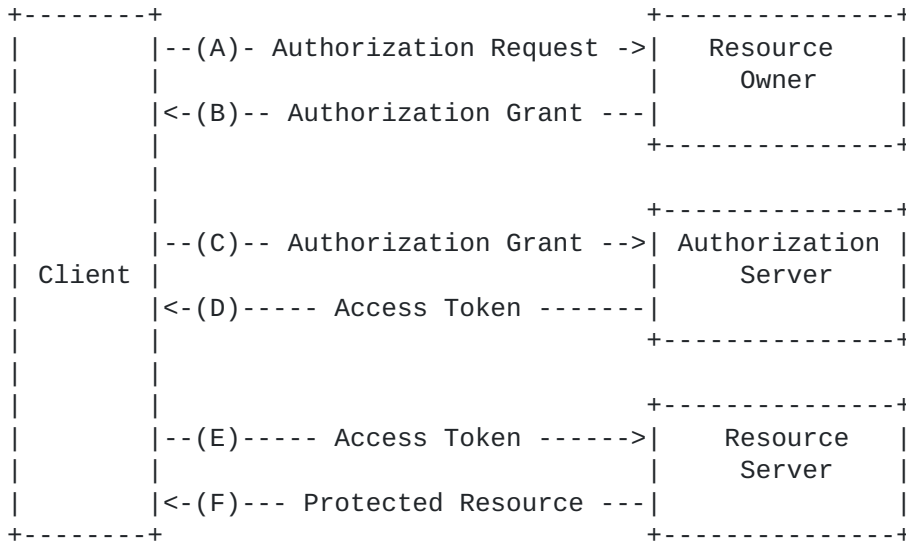 --(A)- Authorization Request -> Resource
Owner
<-(B)-- Authorization Grant ---
--(C)-- Authorization Grant --> Authorization
Client Server
<-(D)----- Access Token -------
--(E)----- Access Token ------> Resource
Server
<-(F)--- Protected Resource ---